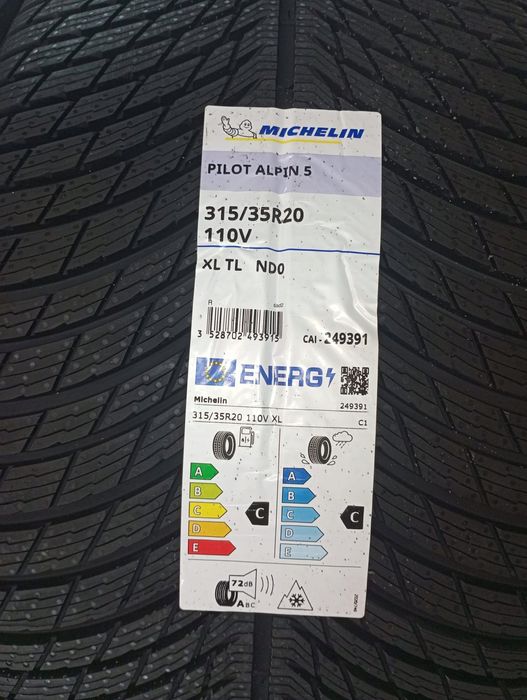 MICHELIN
PILOT ALPIN 5
315/35R20
110V
XL TL ND0
R
3 528702 493915
CAI - 249391
ENERG
Michelin
249391
315/35R20 110V XL
C1
A
B
C
D
E
C
A
B
C
D
E
C
72dB
ABC